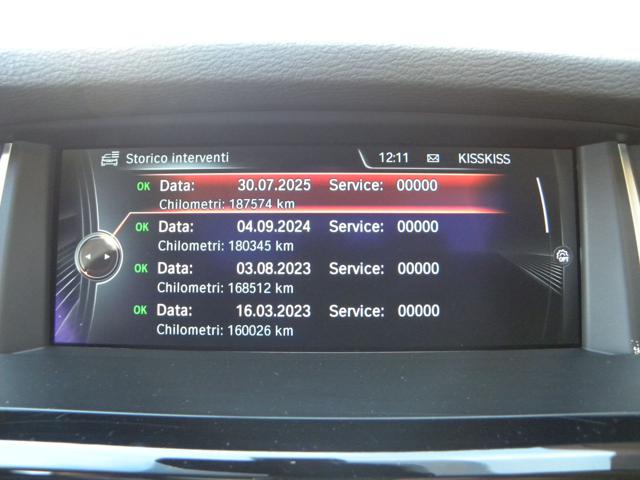 Storico interventi 12:11 KISSKISS
OK Data: 30.07.2025 Service: 00000
Chilometri: 187574 km
OK Data: 04.09.2024 Service: 00000
Chilometri: 180345 km
OK Data: 03.08.2023 Service: 00000
Chilometri: 168512 km
OPT
OK Data: 16.03.2023 Service: 00000
Chilometri: 160026 km